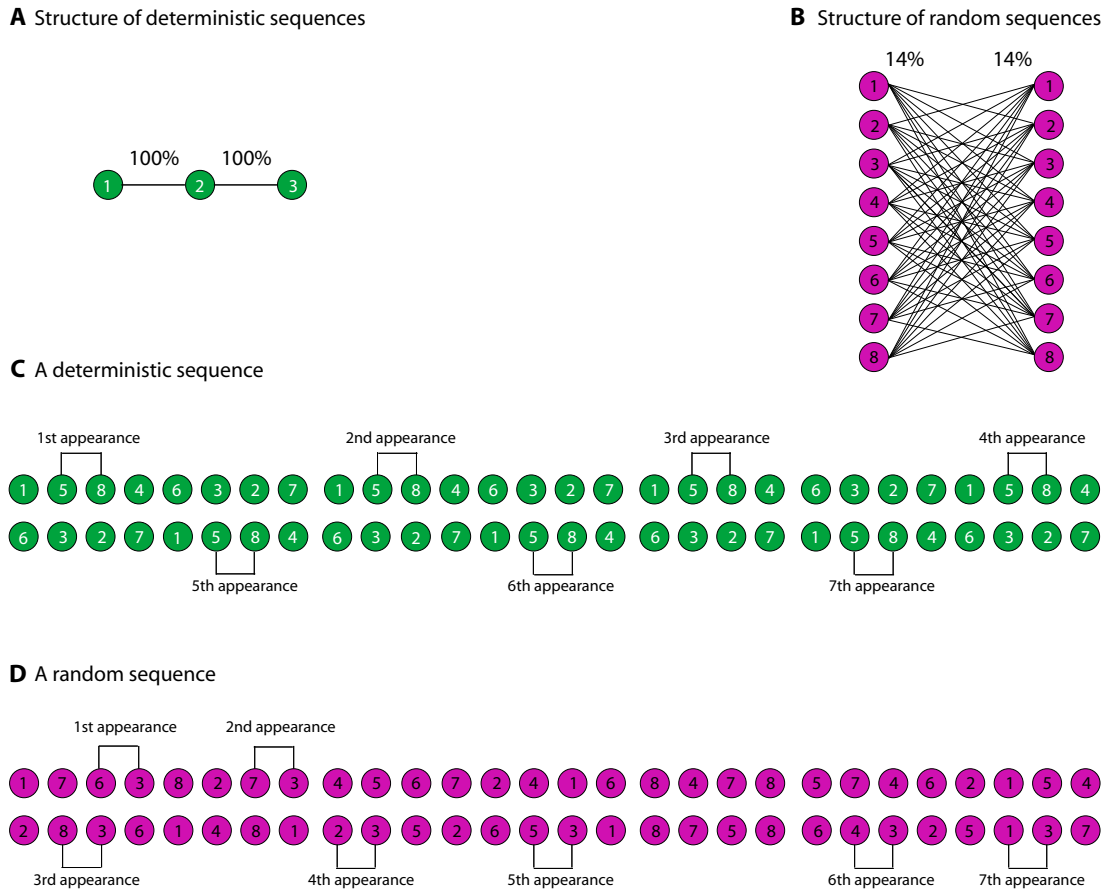 A Structure of deterministic sequences
B Structure of random sequences
14% 14%
100% 100%
1 2 3
1 1
2 2
3 3
4 4
5 5
6 6
7 7
8 8
C A deterministic sequence
1st appearance 2nd appearance 3rd appearance 4th appearance
1 5 8 4 6 3 2 7 1 5 8 4 6 3 2 7 1 5 8 4 6 3 2 7 1 5 8 4
6 3 2 7 1 5 8 4 6 3 2 7 1 5 8 4 6 3 2 7 1 5 8 4 6 3 2 7
5th appearance 6th appearance 7th appearance
D A random sequence
1st appearance 2nd appearance
1 7 6 3 8 2 7 3 4 5 6 7 2 4 1 6 8 4 7 8 5 7 4 6 2 1 5 4
2 8 3 6 1 4 8 1 2 3 5 2 6 5 3 1 8 7 5 8 6 4 3 2 5 1 3 7
3rd appearance 4th appearance 5th appearance 6th appearance 7th appearance